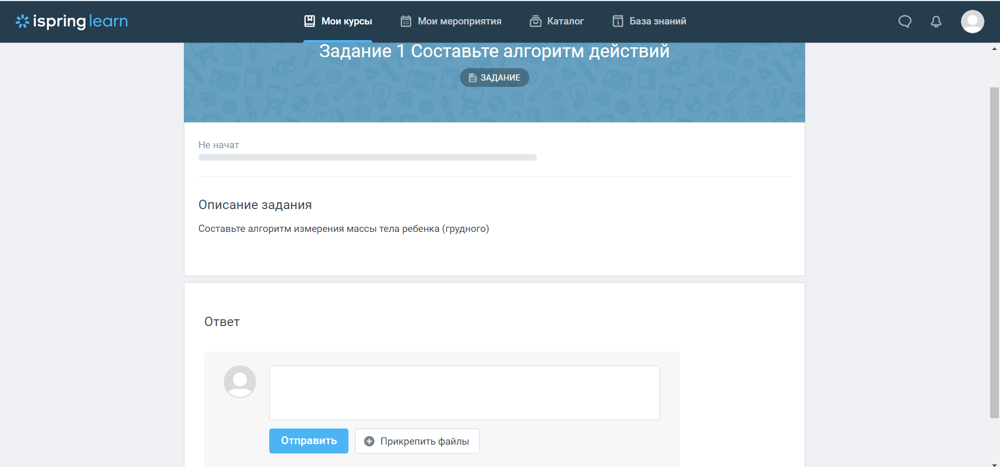 ispring learn
Мои курсы
Мои мероприятия
Каталог
База знаний
Задание 1 Составьте алгоритм действий
ЗАДАНИЕ
Не начат
Описание задания
Составьте алгоритм измерения массы тела ребенка (грудного)
Ответ
Отправить
Прикрепить файлы